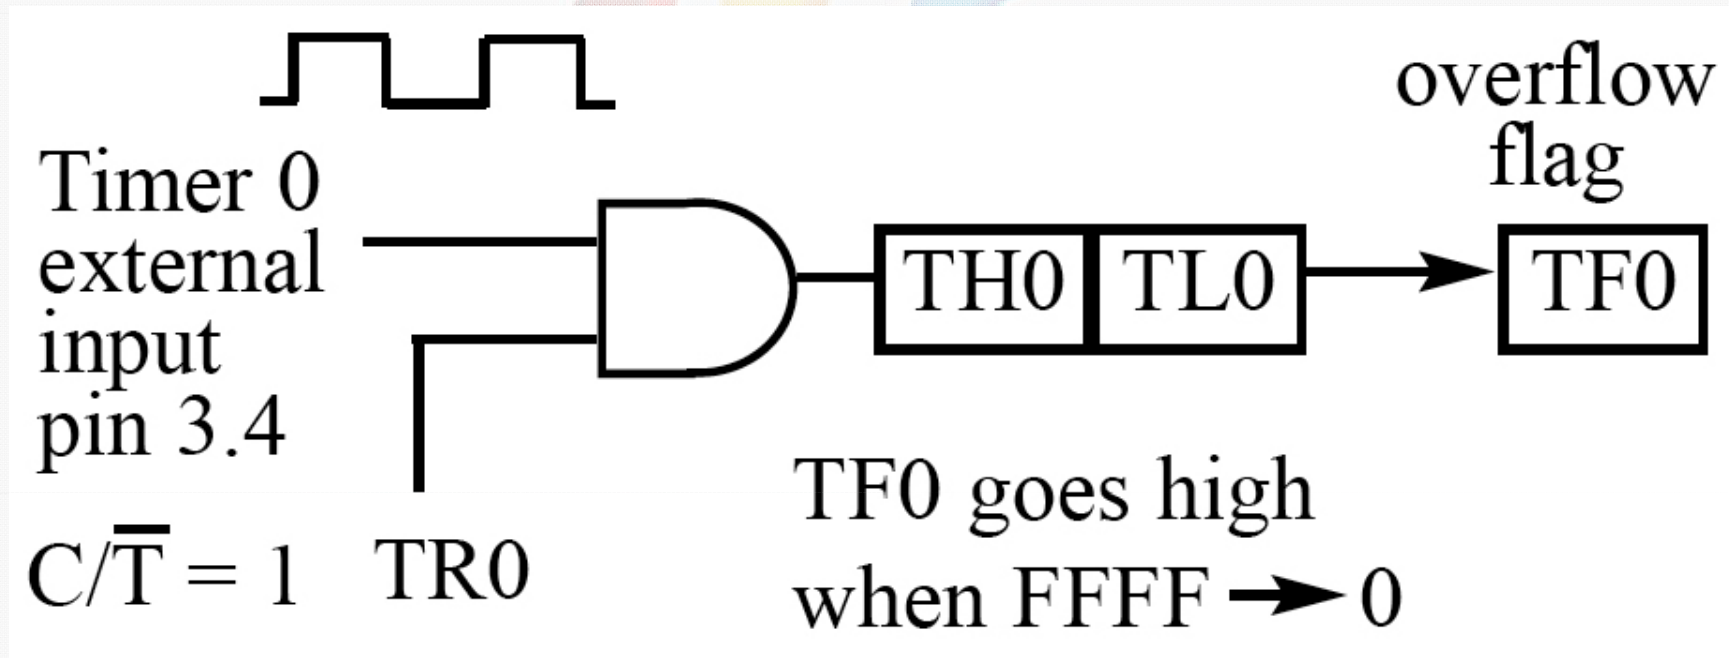 overflow
flag
Timer 0
external
input
pin 3.4
TH0
TL0
TF0
C/T̅ = 1
TR0
TF0 goes high
when FFFF → 0